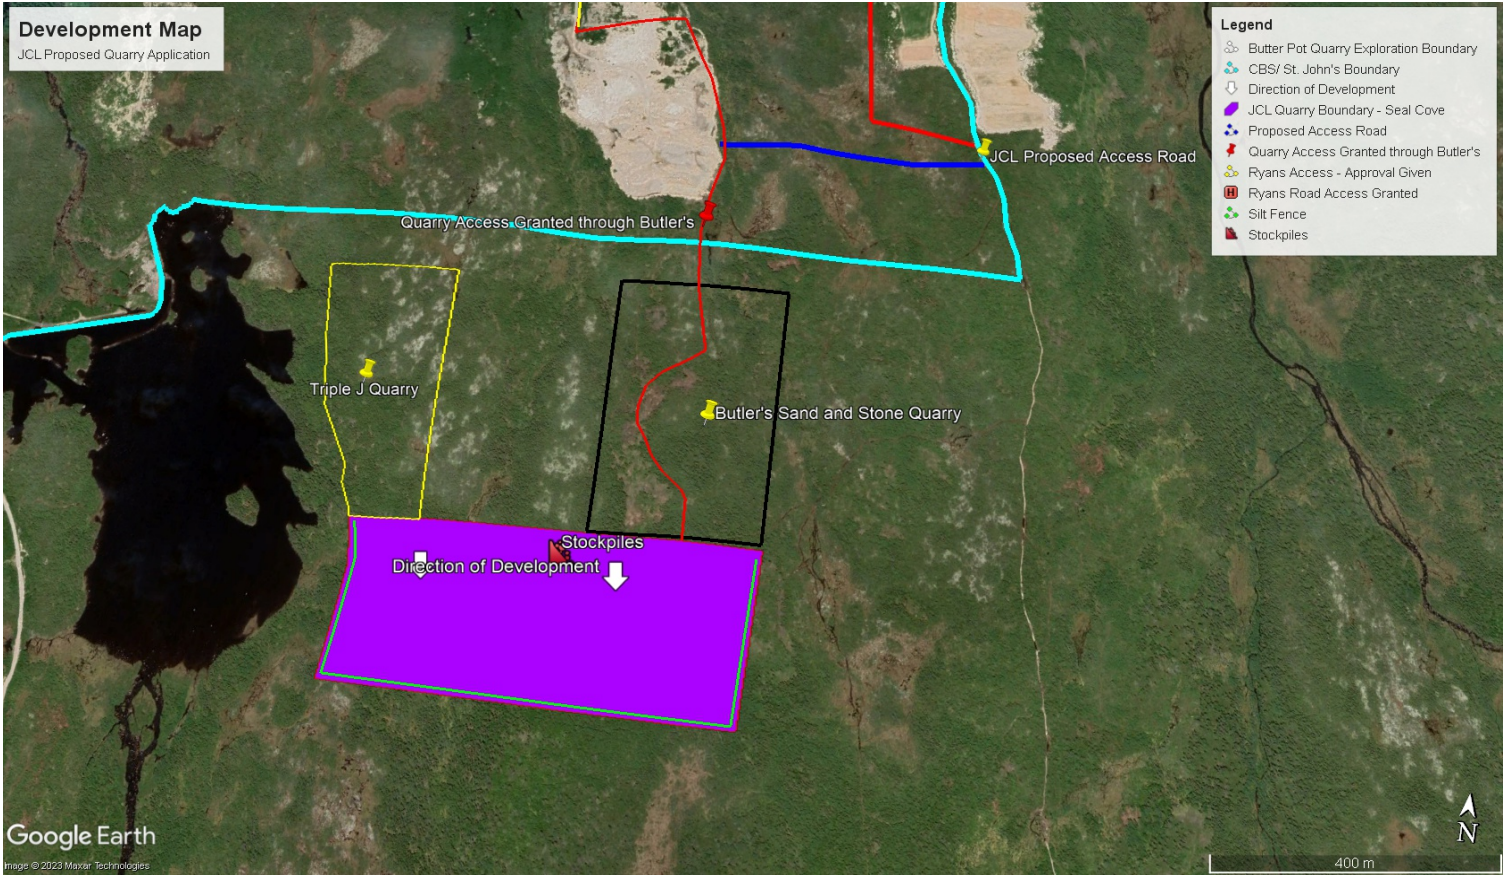 Development Map
JCL Proposed Quarry Application
Legend
Butter Pot Quarry Exploration Boundary
CBS/ St. John's Boundary
Direction of Development
JCL Quarry Boundary - Seal Cove
Proposed Access Road
Quarry Access Granted through Butler's
Ryans Access - Approval Given
H Ryans Road Access Granted
Silt Fence
Stockpiles
JCL Proposed Access Road
Quarry Access Granted through Butler's
Triple J Quarry
Butler's Sand and Stone Quarry
Stockpiles
Direction of Development
Google Earth
Image © 2023 Maxar Technologies
N
400 m